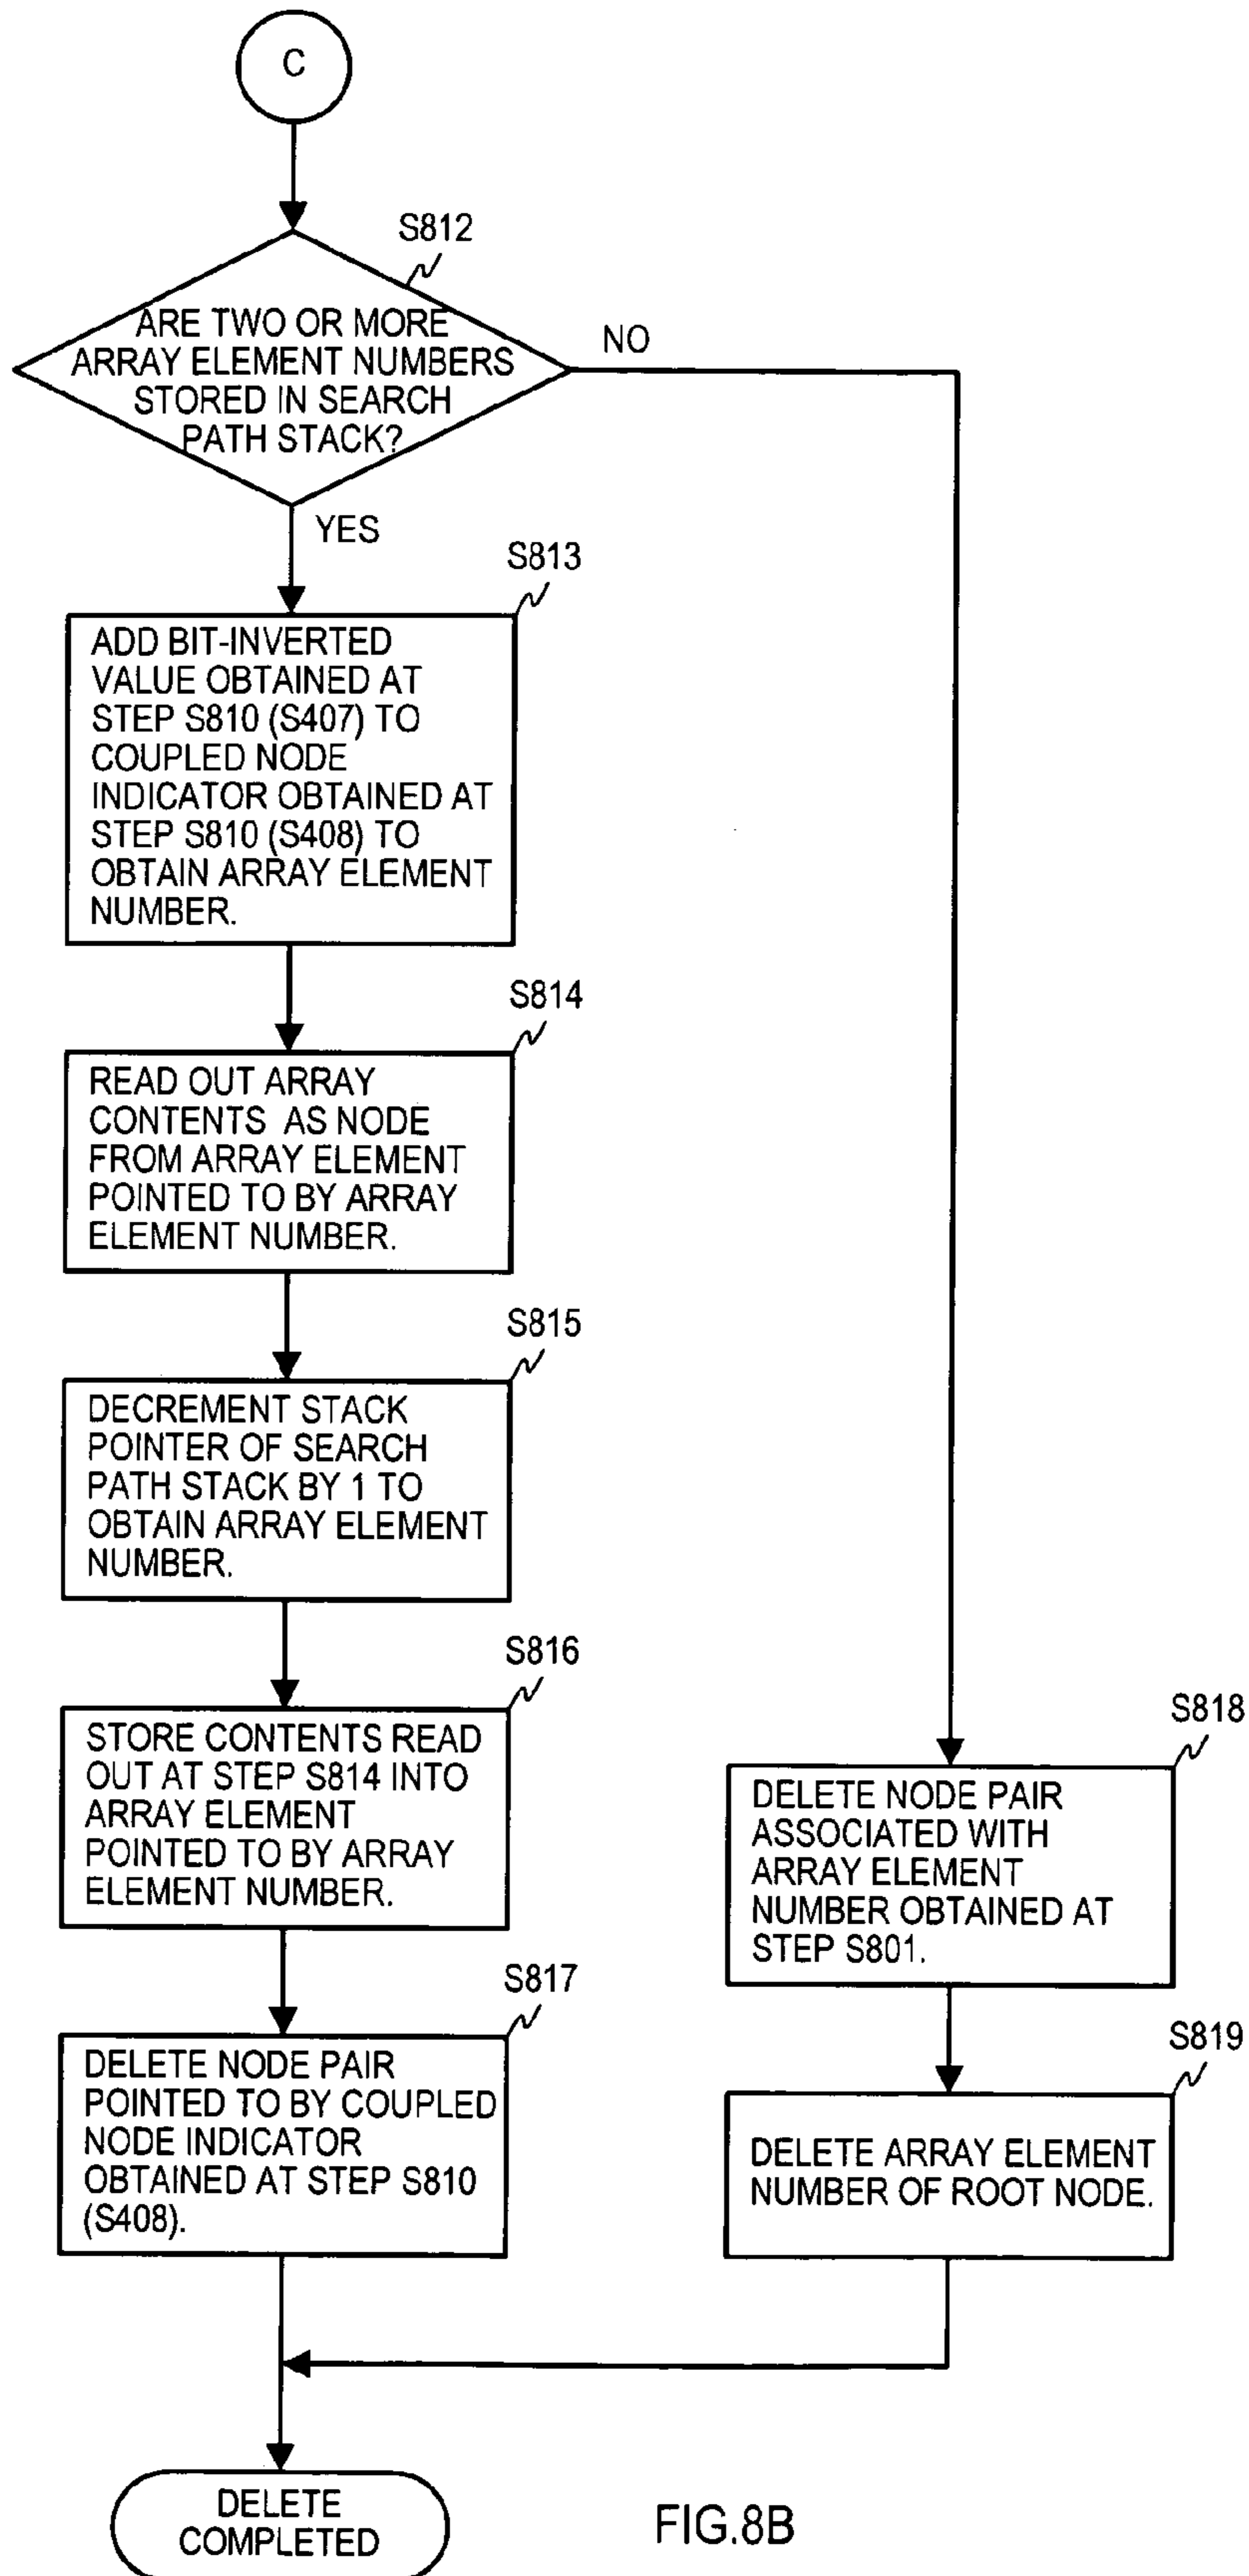 C
S812
ARE TWO OR MORE
ARRAY ELEMENT NUMBERS
STORED IN SEARCH
PATH STACK?
NO
YES
S813
ADD BIT-INVERTED
VALUE OBTAINED AT
STEP S810 (S407) TO
COUPLED NODE
INDICATOR OBTAINED AT
STEP S810 (S408) TO
OBTAIN ARRAY ELEMENT
NUMBER.
S814
READ OUT ARRAY
CONTENTS AS NODE
FROM ARRAY ELEMENT
POINTED TO BY ARRAY
ELEMENT NUMBER.
S815
DECREMENT STACK
POINTER OF SEARCH
PATH STACK BY 1 TO
OBTAIN ARRAY ELEMENT
NUMBER.
S816
STORE CONTENTS READ
OUT AT STEP S814 INTO
ARRAY ELEMENT
POINTED TO BY ARRAY
ELEMENT NUMBER.
S817
DELETE NODE PAIR
POINTED TO BY COUPLED
NODE INDICATOR
OBTAINED AT STEP S810
(S408).
S818
DELETE NODE PAIR
ASSOCIATED WITH
ARRAY ELEMENT
NUMBER OBTAINED AT
STEP S801.
S819
DELETE ARRAY ELEMENT
NUMBER OF ROOT NODE.
DELETE
COMPLETED
FIG.8B